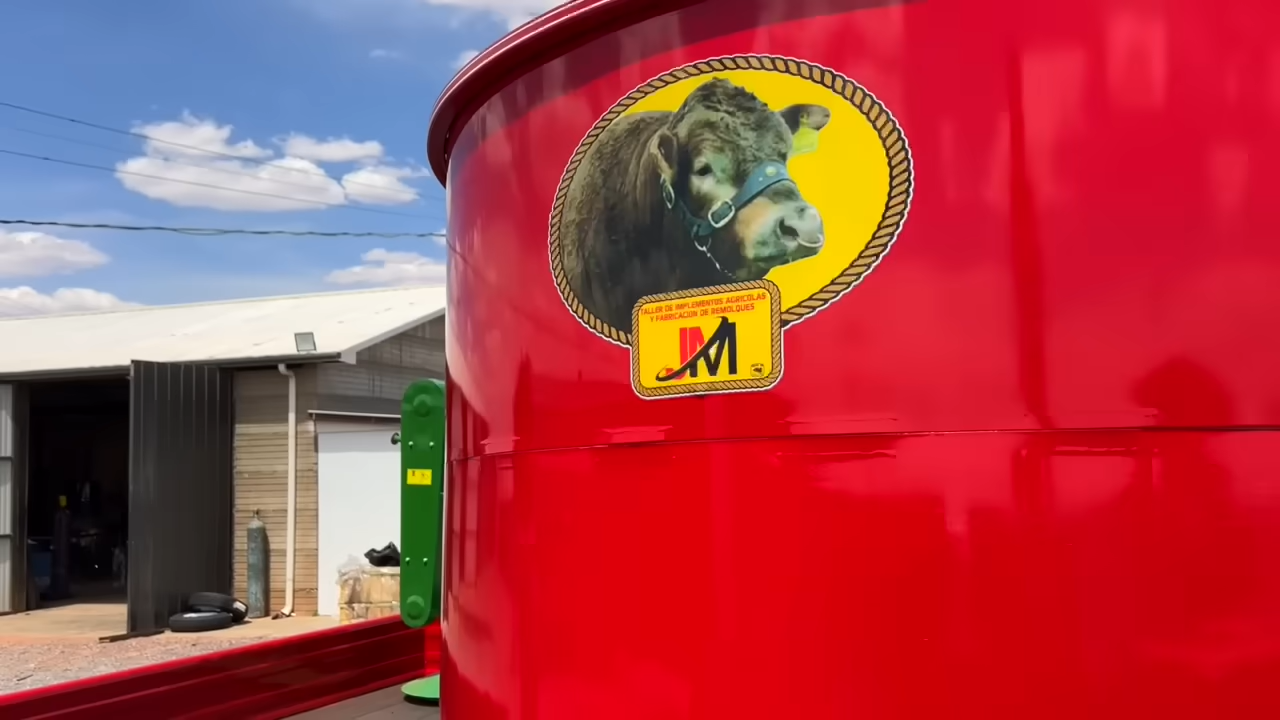 TALLER DE IMPLEMENTOS AGRICOLAS
Y FABRICACION DE REMOLQUES
JM